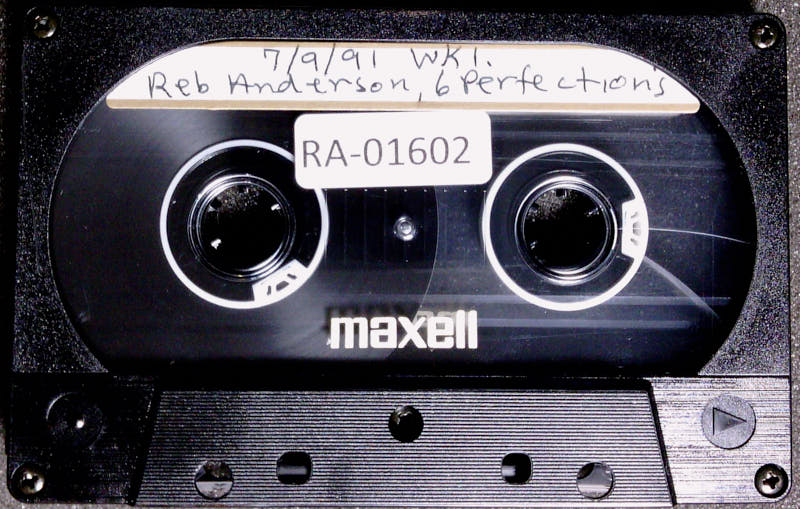 7/9/91 WK1.
Reb Anderson, 6 Perfections
RA-01602
maxell